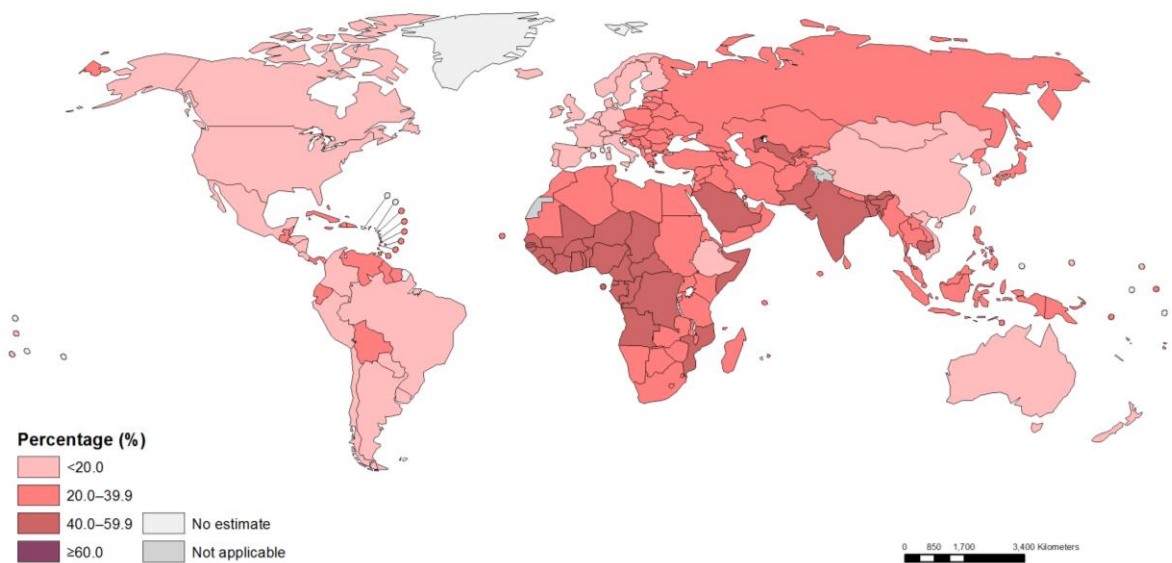 Percentage (%)
<20.0
20.0–39.9
40.0–59.9
≥60.0
No estimate
Not applicable
0 850 1,700 3,400 Kilometers